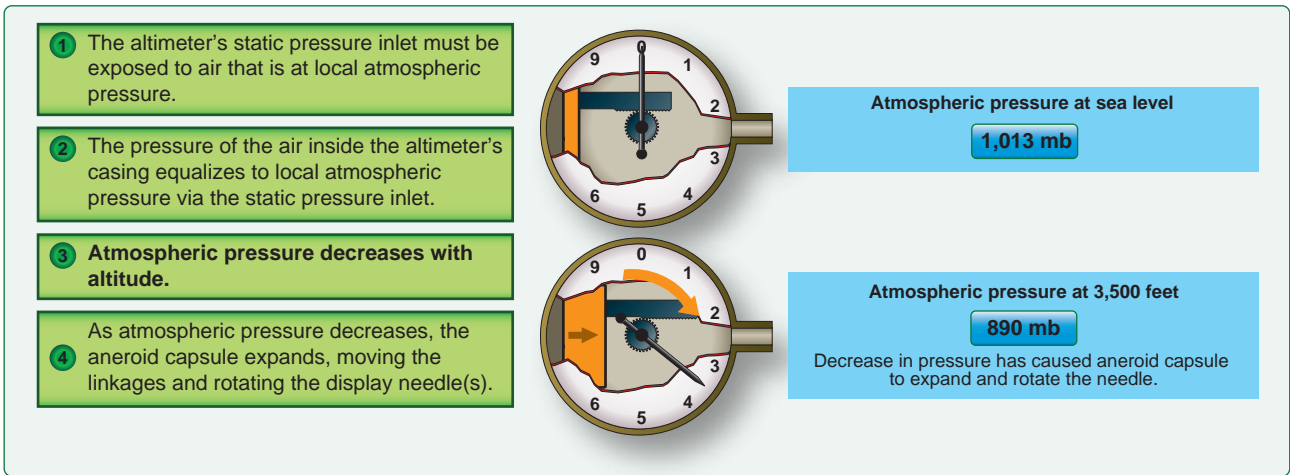 1 The altimeter’s static pressure inlet must be
exposed to air that is at local atmospheric
pressure.
2 The pressure of the air inside the altimeter’s
casing equalizes to local atmospheric
pressure via the static pressure inlet.
3 Atmospheric pressure decreases with
altitude.
4 As atmospheric pressure decreases, the
aneroid capsule expands, moving the
linkages and rotating the display needle(s).
0
9 1
2
3
6 4
5
Atmospheric pressure at sea level
1,013 mb
0
9 1
2
3
6 4
5
Atmospheric pressure at 3,500 feet
890 mb
Decrease in pressure has caused aneroid capsule
to expand and rotate the needle.